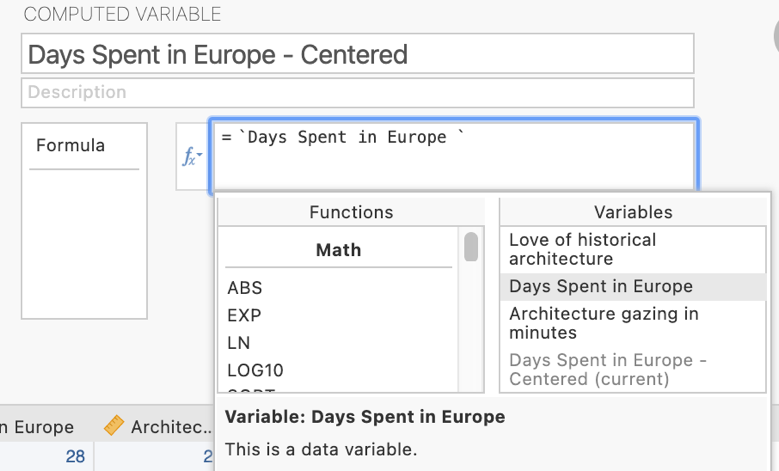 COMPUTED VARIABLE
Days Spent in Europe - Centered
Description
Formula
fx
= `Days Spent in Europe `
Functions
Variables
Math
ABS
EXP
LN
LOG10
Love of historical
architecture
Days Spent in Europe
Architecture gazing in
minutes
Days Spent in Europe -
Centered (current)
Variable: Days Spent in Europe
This is a data variable.
n Europe
Architec..
28
2